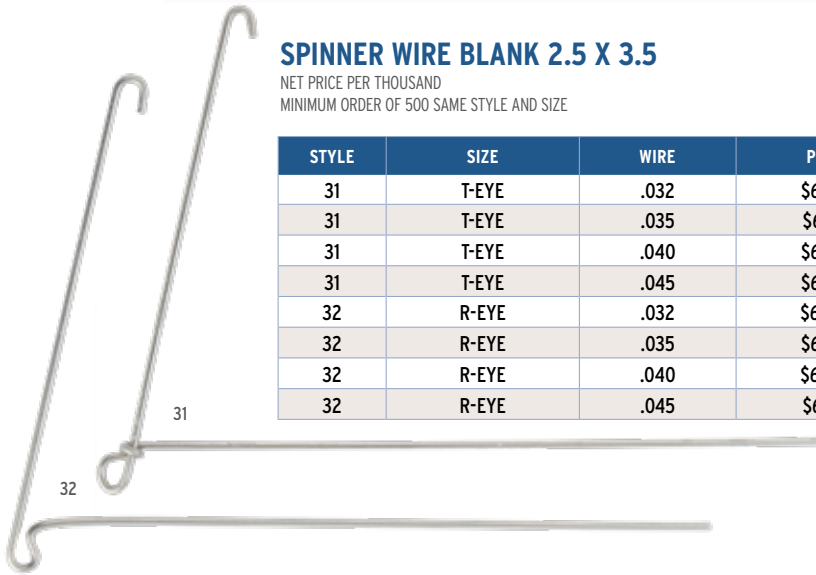 SPINNER WIRE BLANK 2.5 X 3.5
NET PRICE PER THOUSAND
MINIMUM ORDER OF 500 SAME STYLE AND SIZE
STYLE SIZE WIRE
31 T-EYE .032
31 T-EYE .035
31 T-EYE .040
31 T-EYE .045
32 R-EYE .032
32 R-EYE .035
32 R-EYE .040
32 R-EYE .045
31
32